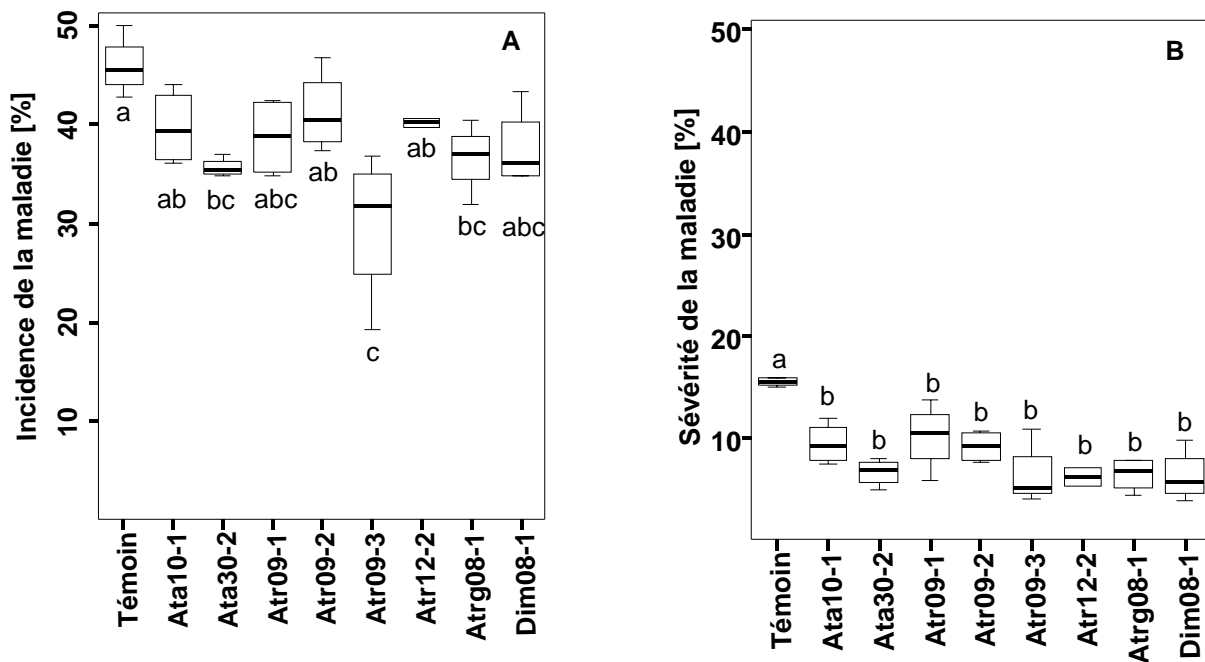 Incidence de la maladie [%]
50
40
30
20
10
A
a
ab
bc
abc
ab
c
ab
bc
abc
Témoin
Ata10-1
Ata30-2
Atr09-1
Atr09-2
Atr09-3
Atr12-2
Atrg08-1
Dim08-1
Sévérité de la maladie [%]
50
40
30
20
10
B
a
b
b
b
b
b
b
b
b
Témoin
Ata10-1
Ata30-2
Atr09-1
Atr09-2
Atr09-3
Atr12-2
Atrg08-1
Dim08-1